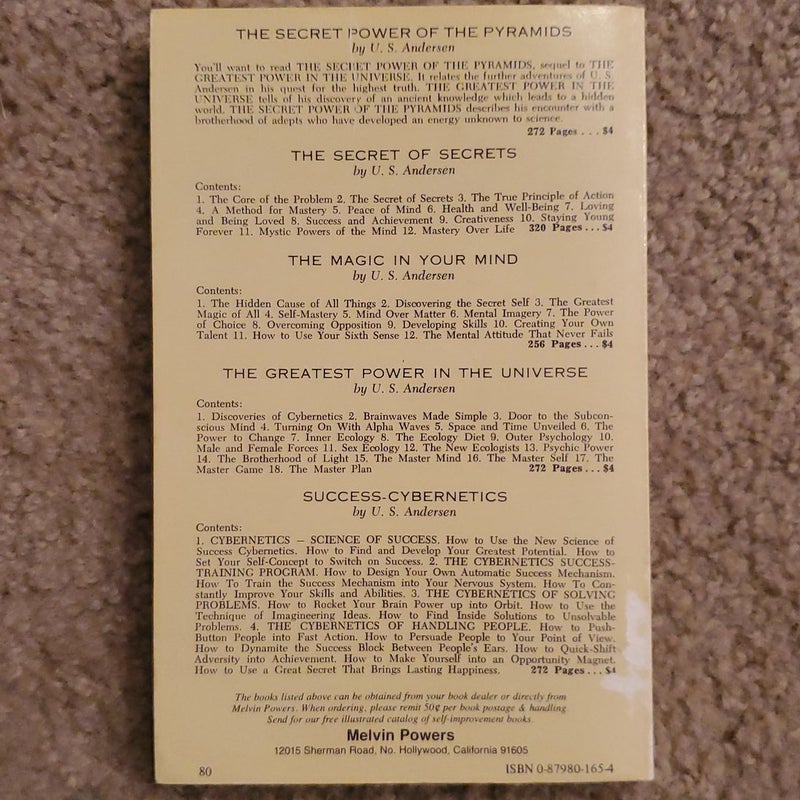 THE SECRET POWER OF THE PYRAMIDS
by U. S. Andersen
You'll want to read THE SECRET POWER OF THE PYRAMIDS, sequel to THE
GREATEST POWER IN THE UNIVERSE. It relates the further adventures of U. S.
Andersen in his quest for the highest truth. THE GREATEST POWER IN THE
UNIVERSE tells of his discovery of an ancient knowledge which leads to a hidden
world. THE SECRET POWER OF THE PYRAMIDS describes his encounter with a
brotherhood of adepts who have developed an energy unknown to science.
272 Pages . . . $4
THE SECRET OF SECRETS
by U. S. Andersen
Contents:
1. The Core of the Problem 2. The Secret of Secrets 3. The True Principle of Action
4. A Method for Mastery 5. Peace of Mind 6. Health and Well-Being 7. Loving
and Being Loved 8. Success and Achievement 9. Creativeness 10. Staying Young
Forever 11. Mystic Powers of the Mind 12. Mastery Over Life 320 Pages . . . $4
THE MAGIC IN YOUR MIND
by U. S. Andersen
Contents:
1. The Hidden Cause of All Things 2. Discovering the Secret Self 3. The Greatest
Magic of All 4. Self-Mastery 5. Mind Over Matter 6. Mental Imagery 7. The Power
of Choice 8. Overcoming Opposition 9. Developing Skills 10. Creating Your Own
Talent 11. How to Use Your Sixth Sense 12. The Mental Attitude That Never Fails
256 Pages . . . $4
THE GREATEST POWER IN THE UNIVERSE
by U. S. Andersen
Contents:
1. Discoveries of Cybernetics 2. Brainwaves Made Simple 3. Door to the Subcon-
scious Mind 4. Turning On With Alpha Waves 5. Space and Time Unveiled 6. The
Power to Change 7. Inner Ecology 8. The Ecology Diet 9. Outer Psychology 10.
Male and Female Forces 11. Sex Ecology 12. The New Ecologists 13. Psychic Power
14. The Brotherhood of Light 15. The Master Mind 16. The Master Self 17. The
Master Game 18. The Master Plan 272 Pages . . . $4
SUCCESS-CYBERNETICS
by U. S. Andersen
Contents:
1. CYBERNETICS — SCIENCE OF SUCCESS. How to Use the New Science of
Success Cybernetics. How to Find and Develop Your Greatest Potential. How to
Set Your Self-Concept to Switch on Success. 2. THE CYBERNETICS SUCCESS-
TRAINING PROGRAM. How to Design Your Own Automatic Success Mechanism.
How To Train the Success Mechanism into Your Nervous System. How To Con-
stantly Improve Your Skills and Abilities. 3. THE CYBERNETICS OF SOLVING
PROBLEMS. How to Rocket Your Brain Power up into Orbit. How to Use the
Technique of Imagineering Ideas. How to Find Inside Solutions to Unsolvable
Problems. 4. THE CYBERNETICS OF HANDLING PEOPLE. How to Push-
Button People into Fast Action. How to Persuade People to Your Point of View.
How to Dynamite the Success Block Between People's Ears. How to Quick-Shift
Adversity into Achievement. How to Make Yourself into an Opportunity Magnet.
How to Use a Great Secret That Brings Lasting Happiness. 272 Pages . . . $4
The books listed above can be obtained from your book dealer or directly from
Melvin Powers. When ordering, please remit 50¢ per book postage & handling.
Send for our free illustrated catalog of self-improvement books.
Melvin Powers
12015 Sherman Road, No. Hollywood, California 91605
80 ISBN 0-87980-165-4